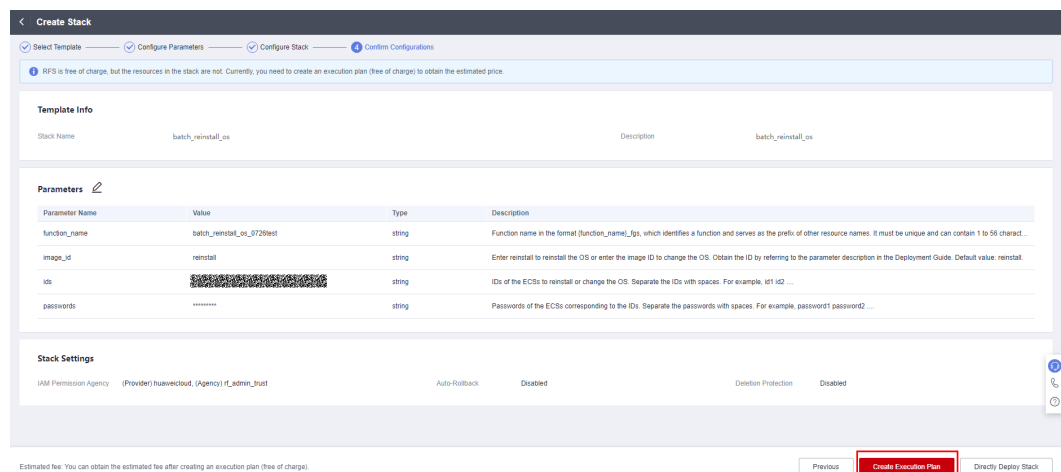 Create Stack
Select Template
Configure Parameters
Configure Stack
4 Confirm Configurations
RFS is free of charge, but the resources in the stack are not. Currently, you need to create an execution plan (free of charge) to obtain the estimated price.
Template Info
Stack Name batch_reinstall_os Description batch_reinstall_os
Parameters
Parameter Name Value Type Description
function_name batch_reinstall_os_0726test string Function name in the format {function_name}_fgs, which identifies a function and serves as the prefix of other resource names. It must be unique and can contain 1 to 56 charact...
image_id reinstall string Enter reinstall to reinstall the OS or enter the image ID to change the OS. Obtain the ID by referring to the parameter description in the Deployment Guide. Default value: reinstall.
ids string IDs of the ECSs to reinstall or change the OS. Separate the IDs with spaces. For example, id1 id2 ....
passwords ********* string Passwords of the ECSs corresponding to the IDs. Separate the passwords with spaces. For example, password1 password2 ....
Stack Settings
IAM Permission Agency (Provider) huaweicloud, (Agency) rf_admin_trust Auto-Rollback Disabled Deletion Protection Disabled
Estimated fee: You can obtain the estimated fee after creating an execution plan (free of charge). Previous Create Execution Plan Directly Deploy Stack